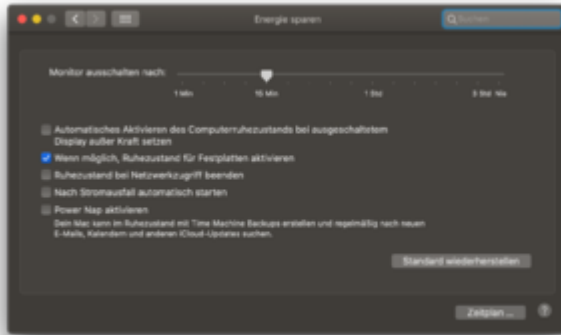 Energie sparen
Suchen
Monitor ausschalten nach:
1 Min 15 Min 1 Std 3 Std Nie
Automatisches Aktivieren des Computerruhezustands bei ausgeschaltetem
Display außer Kraft setzen
Wenn möglich, Ruhezustand für Festplatten aktivieren
Ruhezustand bei Netzwerkzugriff beenden
Nach Stromausfall automatisch starten
Power Nap aktivieren
Dein Mac kann im Ruhezustand mit Time Machine Backups erstellen und regelmäßig nach neuen
E-Mails, Kalendern und anderen iCloud-Updates suchen.
Standard wiederherstellen
Zeitplan ... ?